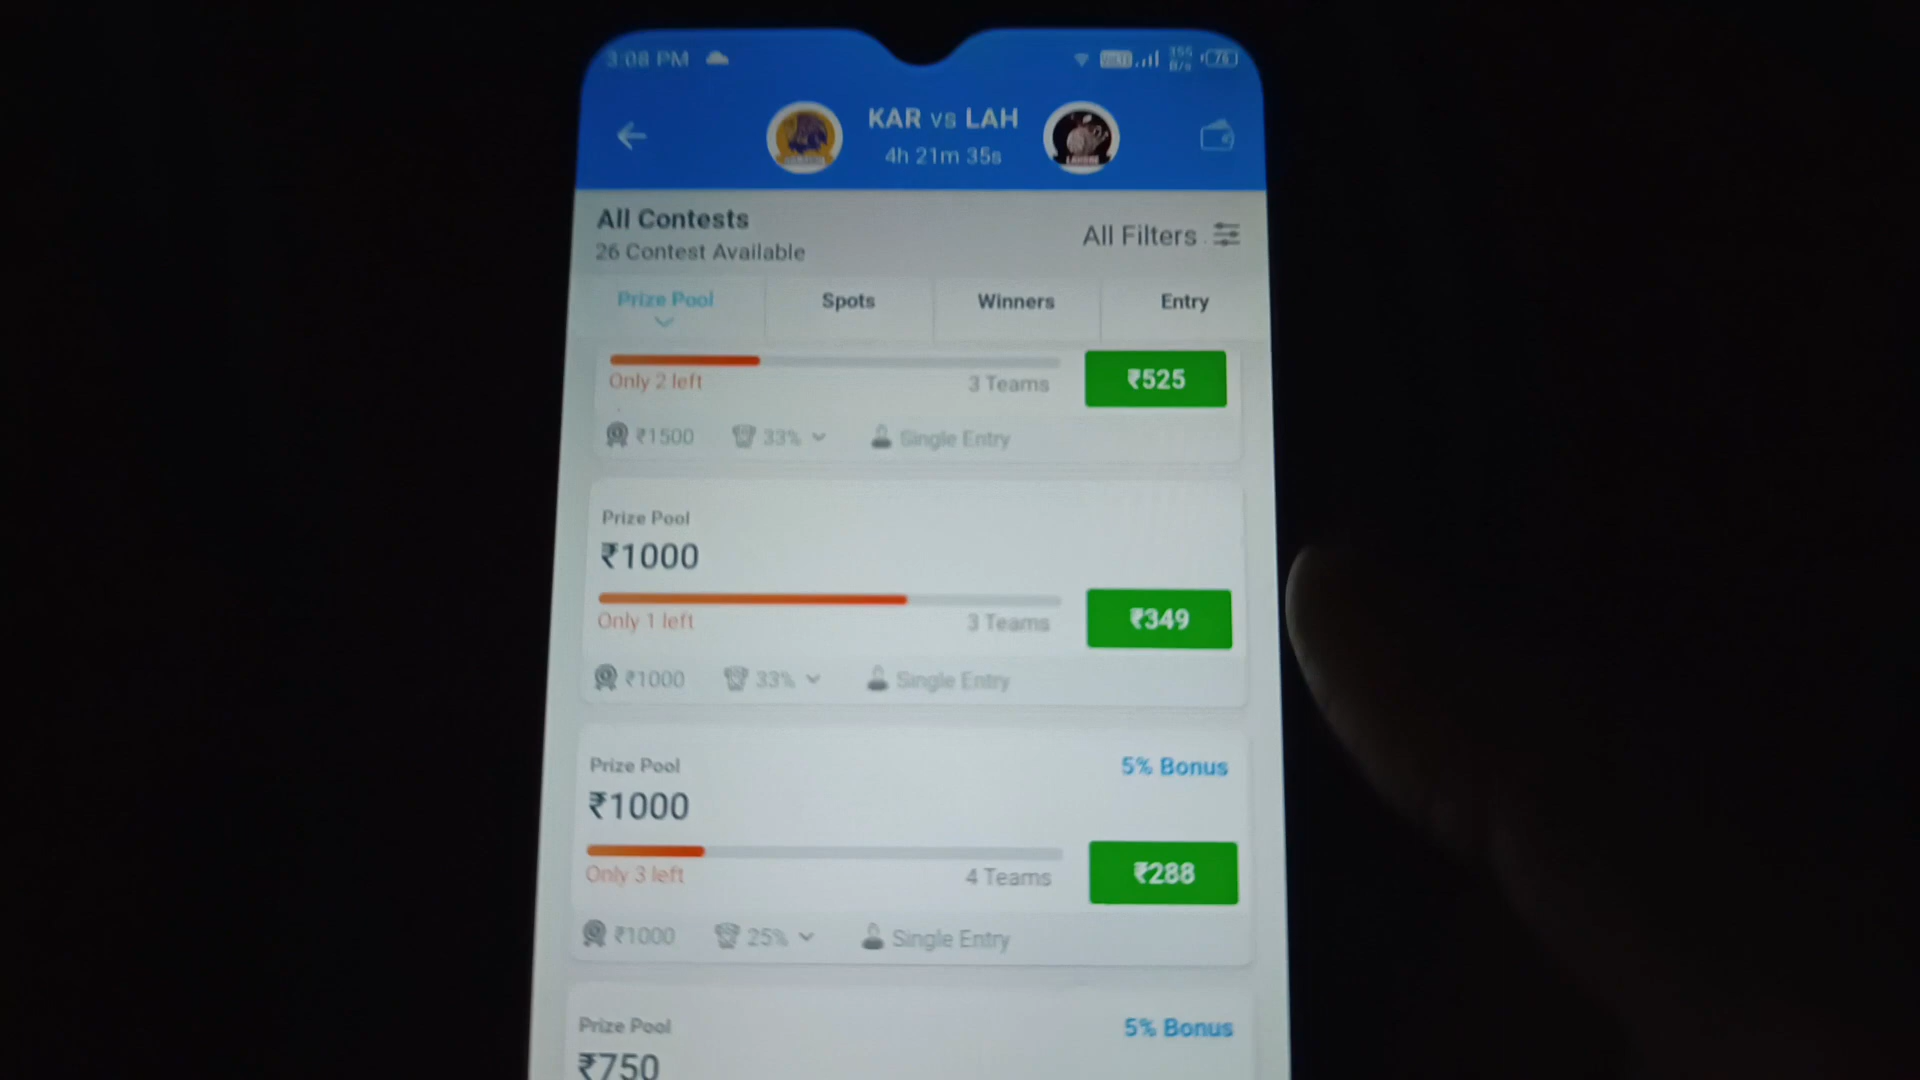 3:08 PM
355 B/s
76
KAR vs LAH
4h 21m 35s
All Contests
All Filters
26 Contest Available
Prize Pool
Spots
Winners
Entry
Only 2 left
3 Teams
₹525
₹1500
33%
Single Entry
Prize Pool
₹1000
Only 1 left
3 Teams
₹349
₹1000
33%
Single Entry
Prize Pool
5% Bonus
₹1000
Only 3 left
4 Teams
₹288
₹1000
25%
Single Entry
Prize Pool
5% Bonus
₹750